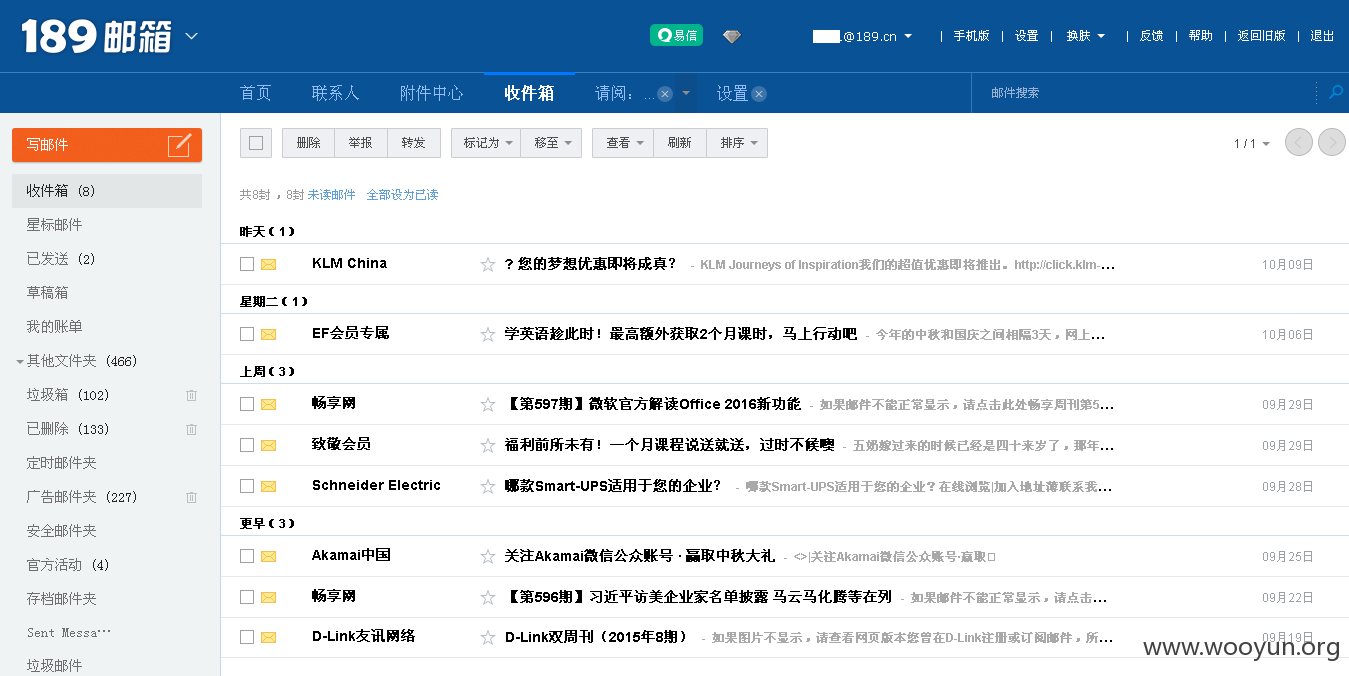 189邮箱
易信
@189.cn | 手机版 | 设置 | 换肤 | 反馈 | 帮助 | 返回旧版 | 退出
首页 联系人 附件中心 收件箱 请阅：... 设置 邮件搜索
写邮件
收件箱 (8)
星标邮件
已发送 (2)
草稿箱
我的账单
其他文件夹 (466)
垃圾箱 (102)
已删除 (133)
定时邮件夹
广告邮件夹 (227)
安全邮件夹
官方活动 (4)
存档邮件夹
Sent Messa…
垃圾邮件
删除 举报 转发 标记为 移至 查看 刷新 排序 1/1
共8封，8封 未读邮件 全部设为已读
昨天（1）
KLM China ? 您的梦想优惠即将成真？ - KLM Journeys of Inspiration我们的超值优惠即将推出。http://click.klm-... 10月09日
星期二（1）
EF会员专属 学英语趁此时！最高额外获取2个月课时，马上行动吧 - 今年的中秋和国庆之间相隔3天，网上... 10月06日
上周（3）
畅享网 【第597期】微软官方解读Office 2016新功能 - 如果邮件不能正常显示，请点击此处畅享周刊第5... 09月29日
致敬会员 福利前所未有！一个月课程说送就送，过时不候噢 - 五奶嫁过来的时候已经是四十来岁了，那年... 09月29日
Schneider Electric 哪款Smart-UPS适用于您的企业？ - 哪款Smart-UPS适用于您的企业？在线浏览|加入地址薄联系我... 09月28日
更早（3）
Akamai中国 关注Akamai微信公众账号·赢取中秋大礼 - <>|关注Akamai微信公众账号·赢取□ 09月25日
畅享网 【第596期】习近平访美企业家名单披露 马云马化腾等在列 - 如果邮件不能正常显示，请点击... 09月22日
D-Link友讯网络 D-Link双周刊（2015年8期） - 如果图片不显示，请查看网页版本您曾在D-Link注册或订阅邮件，所... 09月19日
www.wooyun.org